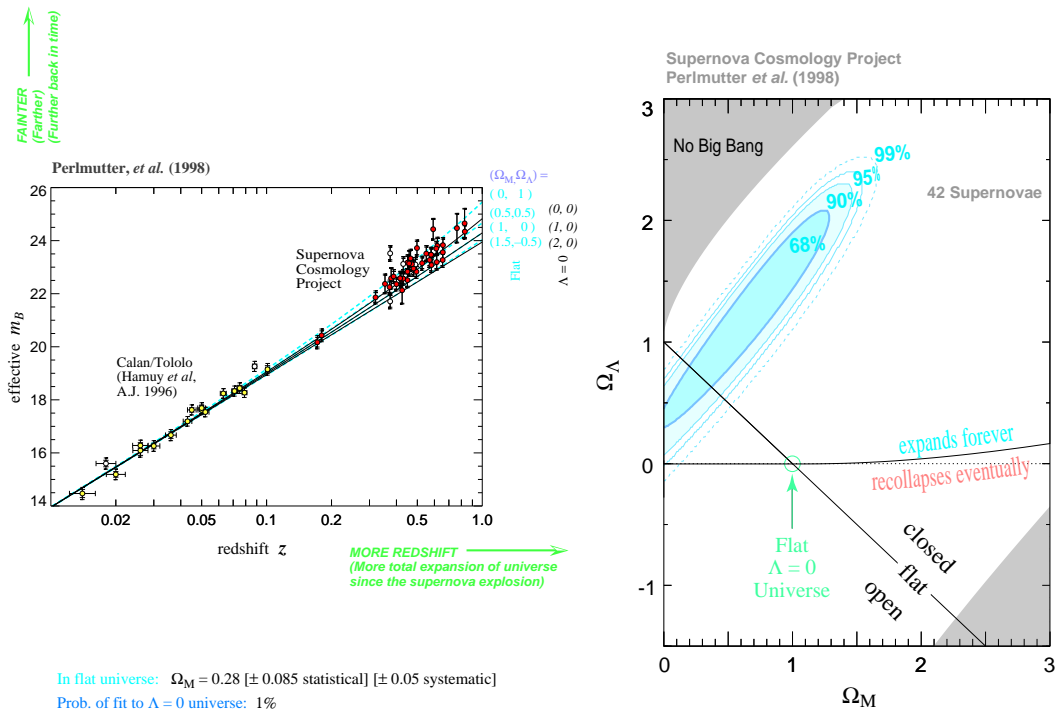 FAINTER
(Farther)
(Further back in time)
Perlmutter, et al. (1998)
effective mB
26
24
22
20
18
16
14
Supernova
Cosmology
Project
Calan/Tololo
(Hamuy et al,
A.J. 1996)
0.02
0.05
0.1
0.2
0.5
1.0
redshift z
(ΩM,ΩΛ) =
( 0, 1 )
(0.5,0.5)
(0, 0)
( 1, 0 )
(1, 0)
(1.5,–0.5)
(2, 0)
Flat
Λ = 0
MORE REDSHIFT
(More total expansion of universe
since the supernova explosion)
In flat universe: ΩM = 0.28 [± 0.085 statistical] [± 0.05 systematic]
Prob. of fit to Λ = 0 universe: 1%
Supernova Cosmology Project
Perlmutter et al. (1998)
3
2
1
0
-1
ΩΛ
No Big Bang
99%
95%
90%
68%
42 Supernovae
expands forever
recollapses eventually
Flat
Λ = 0
Universe
closed
flat
open
0
1
2
3
ΩM